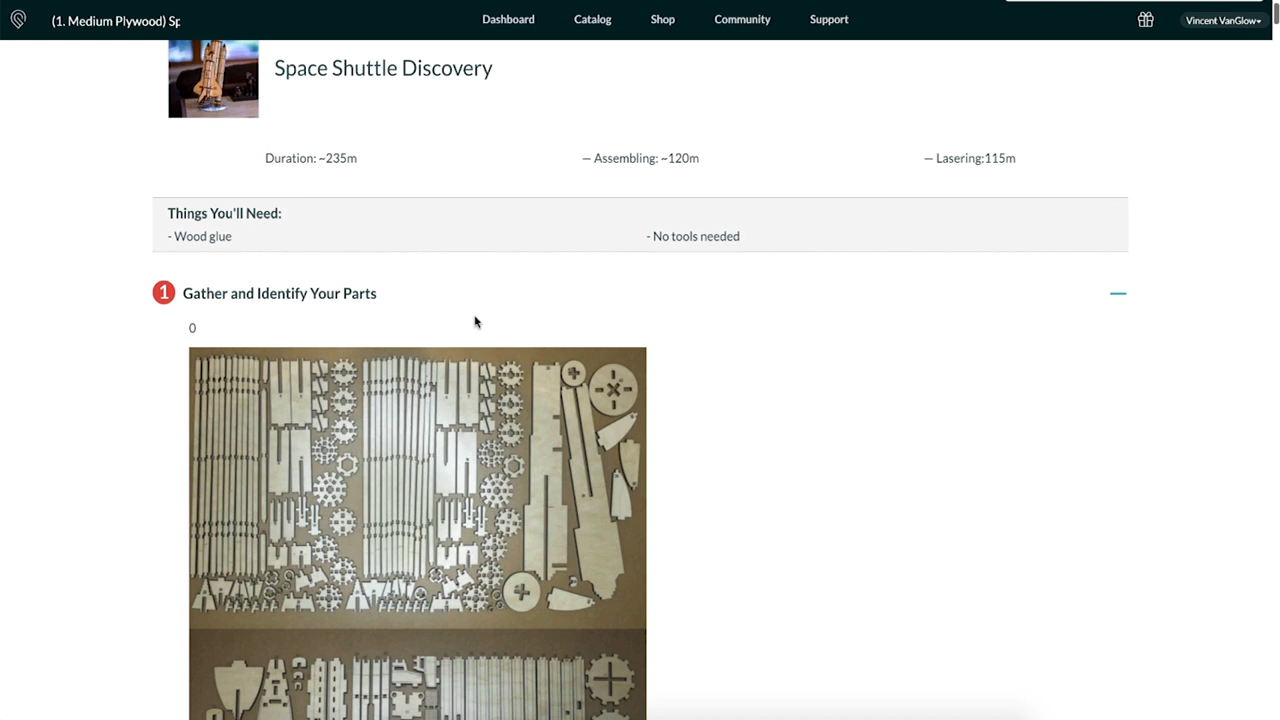 (1. Medium Plywood) Sp
Dashboard
Catalog
Shop
Community
Support
Vincent VanGlow
Space Shuttle Discovery
Duration: ~235m
— Assembling: ~120m
— Lasering:115m
Things You'll Need:
- Wood glue
- No tools needed
1 Gather and Identify Your Parts
0